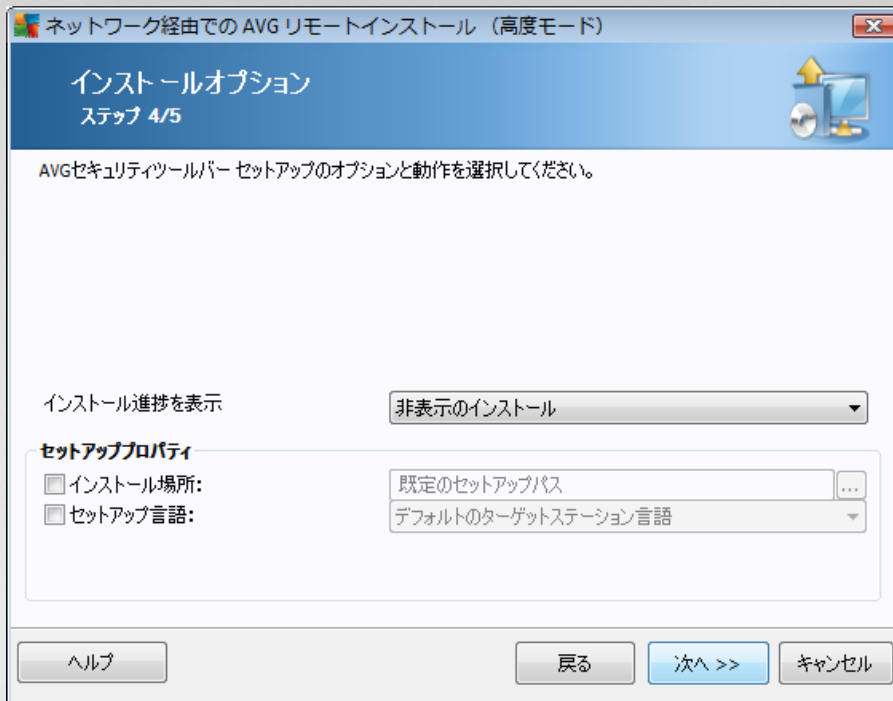 ネットワーク経由での AVG リモートインストール （高度モード）
インストールオプション
ステップ 4/5
AVGセキュリティツールバー セットアップのオプションと動作を選択してください。
インストール進捗を表示
非表示のインストール
セットアッププロパティ
インストール場所:
既定のセットアップパス
...
セットアップ言語:
デフォルトのターゲットステーション言語
ヘルプ
戻る
次へ >>
キャンセル